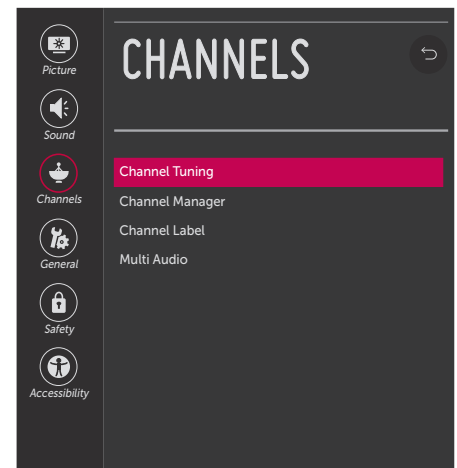 CHANNELS
Picture
Sound
Channels
General
Safety
Accessibility
Channel Tuning
Channel Manager
Channel Label
Multi Audio